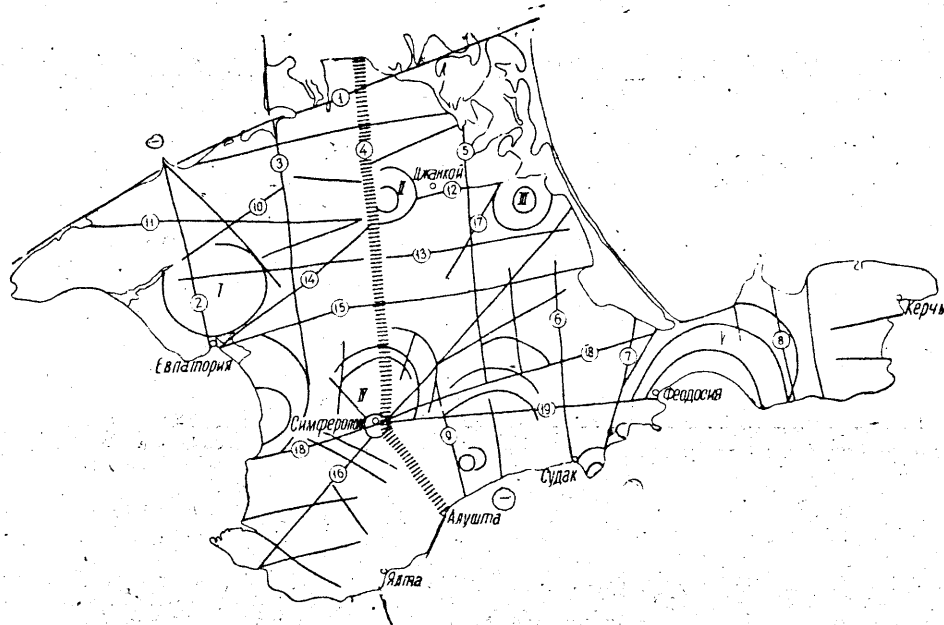 1
3
4
5
II
Джанкой
12
III
10
11
17
13
I
14
2
15
6
Керчь
Евпатория
18
7
V
8
IV
Феодосия
Симферополь
19
18
9
16
Судак
Алушта
Ялта